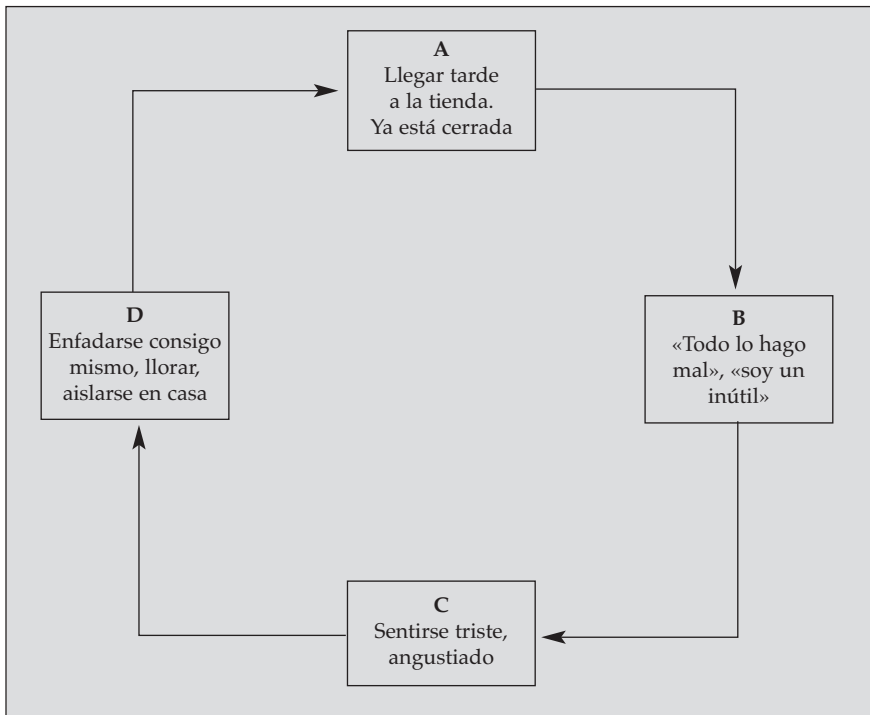 A
Llegar tarde
a la tienda.
Ya está cerrada
B
«Todo lo hago
mal», «soy un
inútil»
C
Sentirse triste,
angustiado
D
Enfadarse consigo
mismo, llorar,
aislarse en casa